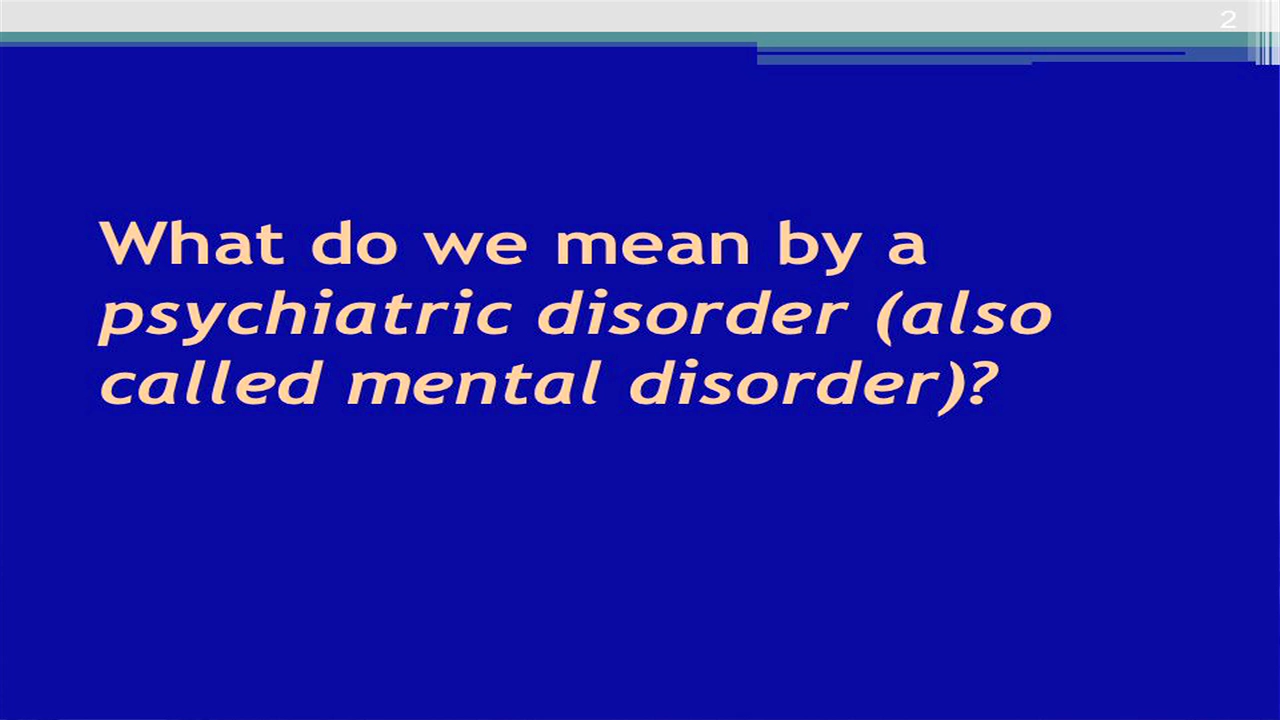 2
What do we mean by a
psychiatric disorder (also
called mental disorder)?